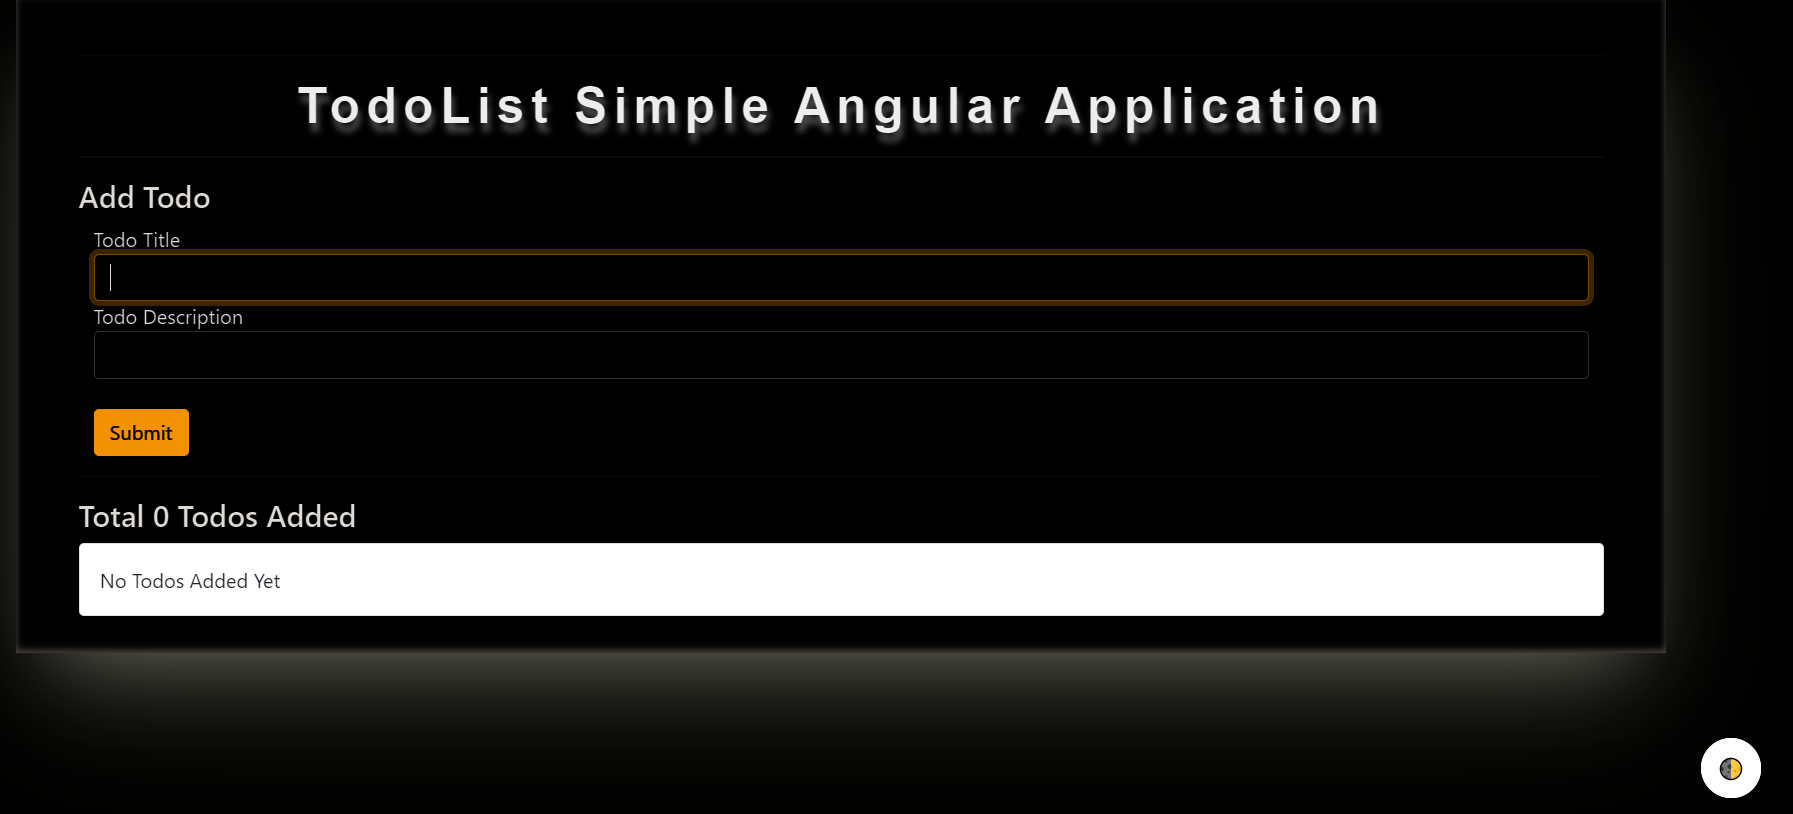 TodoList Simple Angular Application
Add Todo
Todo Title
Todo Description
Submit
Total 0 Todos Added
No Todos Added Yet